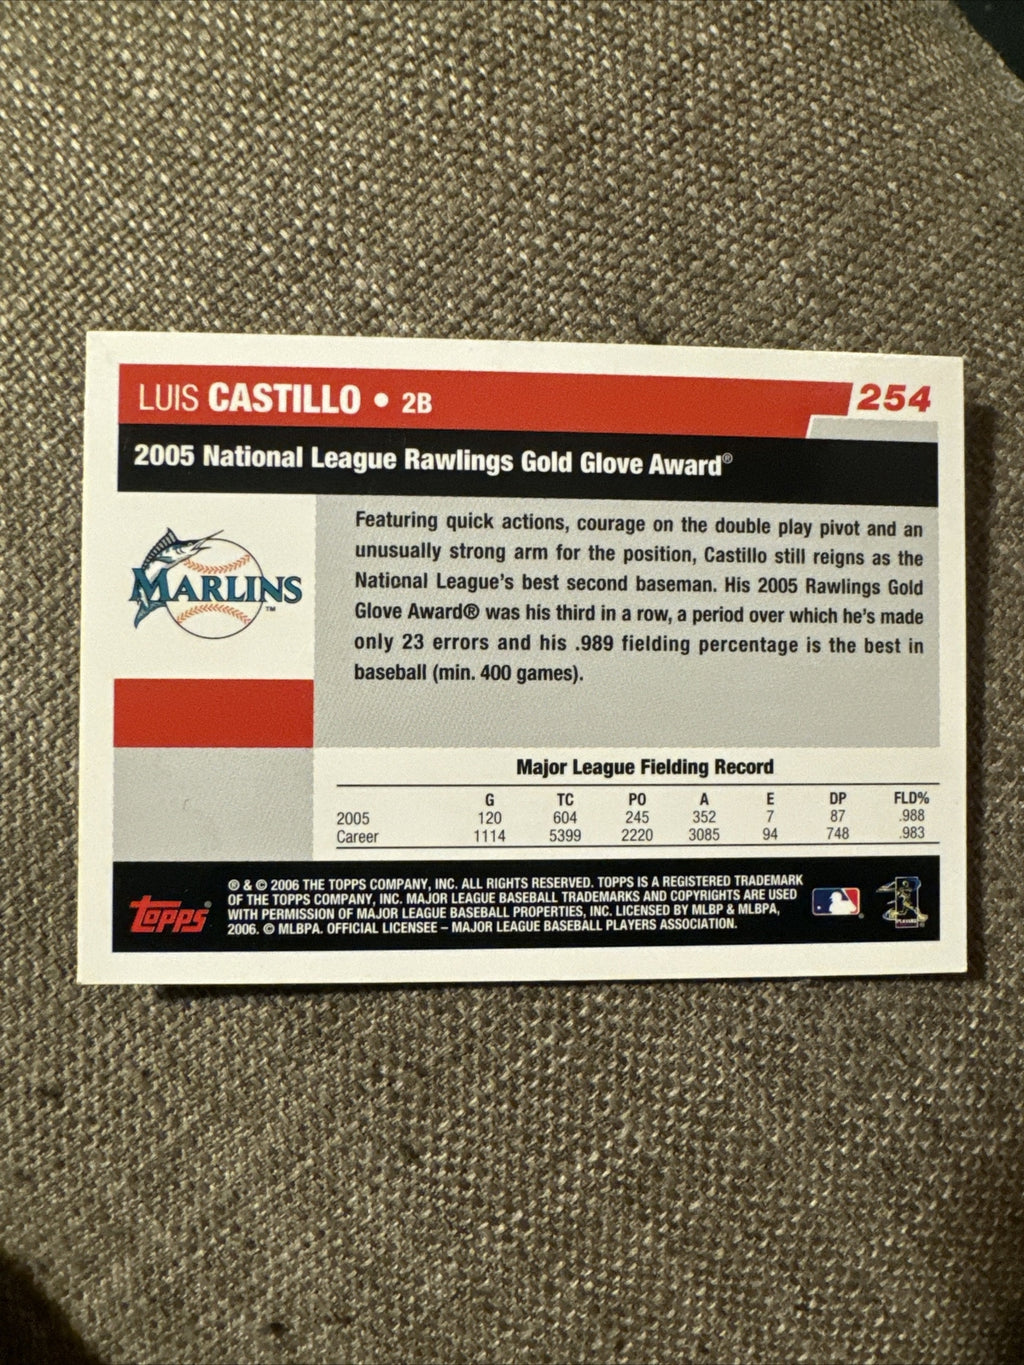 LUIS CASTILLO • 2B
254
2005 National League Rawlings Gold Glove Award®
MARLINS™
Featuring quick actions, courage on the double play pivot and an
unusually strong arm for the position, Castillo still reigns as the
National League's best second baseman. His 2005 Rawlings Gold
Glove Award® was his third in a row, a period over which he's made
only 23 errors and his .989 fielding percentage is the best in
baseball (min. 400 games).
Major League Fielding Record
G TC PO A E DP FLD%
2005 120 604 245 352 7 87 .988
Career 1114 5399 2220 3085 94 748 .983
topps®
® & © 2006 THE TOPPS COMPANY, INC. ALL RIGHTS RESERVED. TOPPS IS A REGISTERED TRADEMARK
OF THE TOPPS COMPANY, INC. MAJOR LEAGUE BASEBALL TRADEMARKS AND COPYRIGHTS ARE USED
WITH PERMISSION OF MAJOR LEAGUE BASEBALL PROPERTIES, INC. LICENSED BY MLBP & MLBPA,
2006. © MLBPA. OFFICIAL LICENSEE – MAJOR LEAGUE BASEBALL PLAYERS ASSOCIATION.